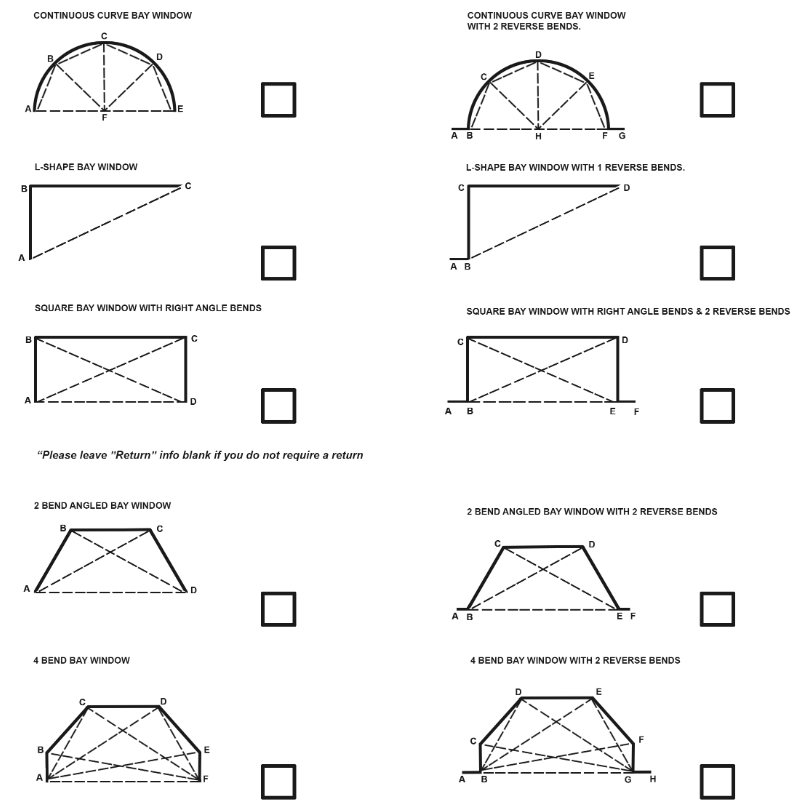 CONTINUOUS CURVE BAY WINDOW
C
B
D
A
F
E
CONTINUOUS CURVE BAY WINDOW
WITH 2 REVERSE BENDS.
D
C
E
A B
H
F G
L-SHAPE BAY WINDOW
B
C
A
L-SHAPE BAY WINDOW WITH 1 REVERSE BENDS.
C
D
A B
SQUARE BAY WINDOW WITH RIGHT ANGLE BENDS
B
C
A
D
SQUARE BAY WINDOW WITH RIGHT ANGLE BENDS & 2 REVERSE BENDS
C
D
A B
E F
“Please leave “Return” info blank if you do not require a return
2 BEND ANGLED BAY WINDOW
B
C
A
D
2 BEND ANGLED BAY WINDOW WITH 2 REVERSE BENDS
C
D
A B
E F
4 BEND BAY WINDOW
C
D
B
E
A
F
4 BEND BAY WINDOW WITH 2 REVERSE BENDS
D
E
C
F
A B
G H